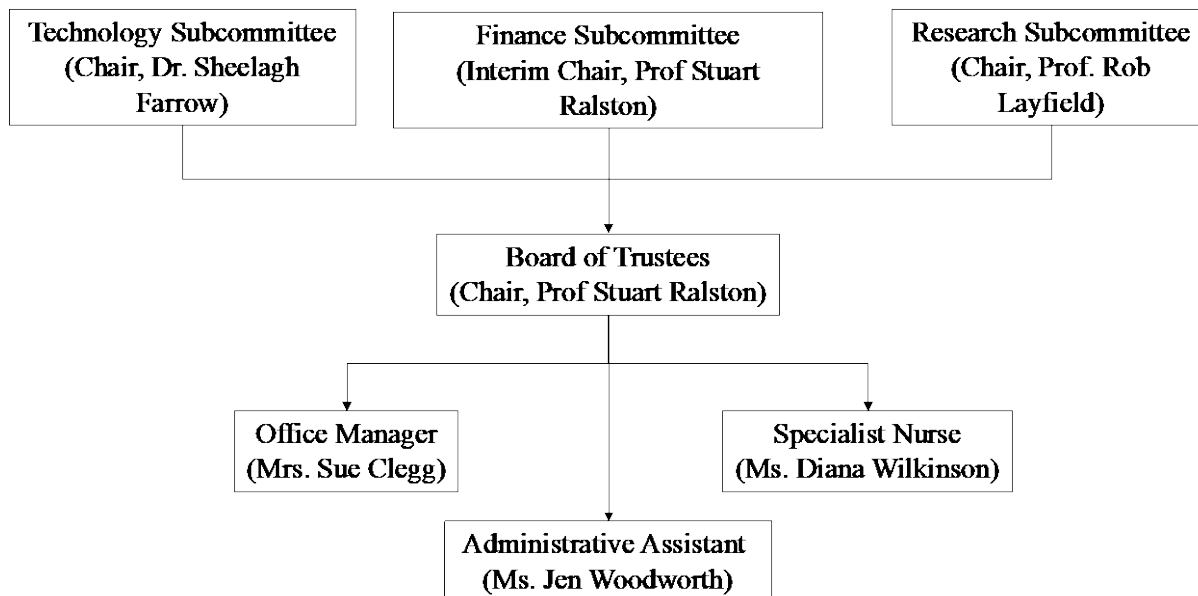 Technology Subcommittee
(Chair, Dr. Sheelagh
Farrow)
Finance Subcommittee
(Interim Chair, Prof Stuart
Ralston)
Research Subcommittee
(Chair, Prof. Rob
Layfield)
Board of Trustees
(Chair, Prof Stuart Ralston)
Office Manager
(Mrs. Sue Clegg)
Specialist Nurse
(Ms. Diana Wilkinson)
Administrative Assistant
(Ms. Jen Woodworth)